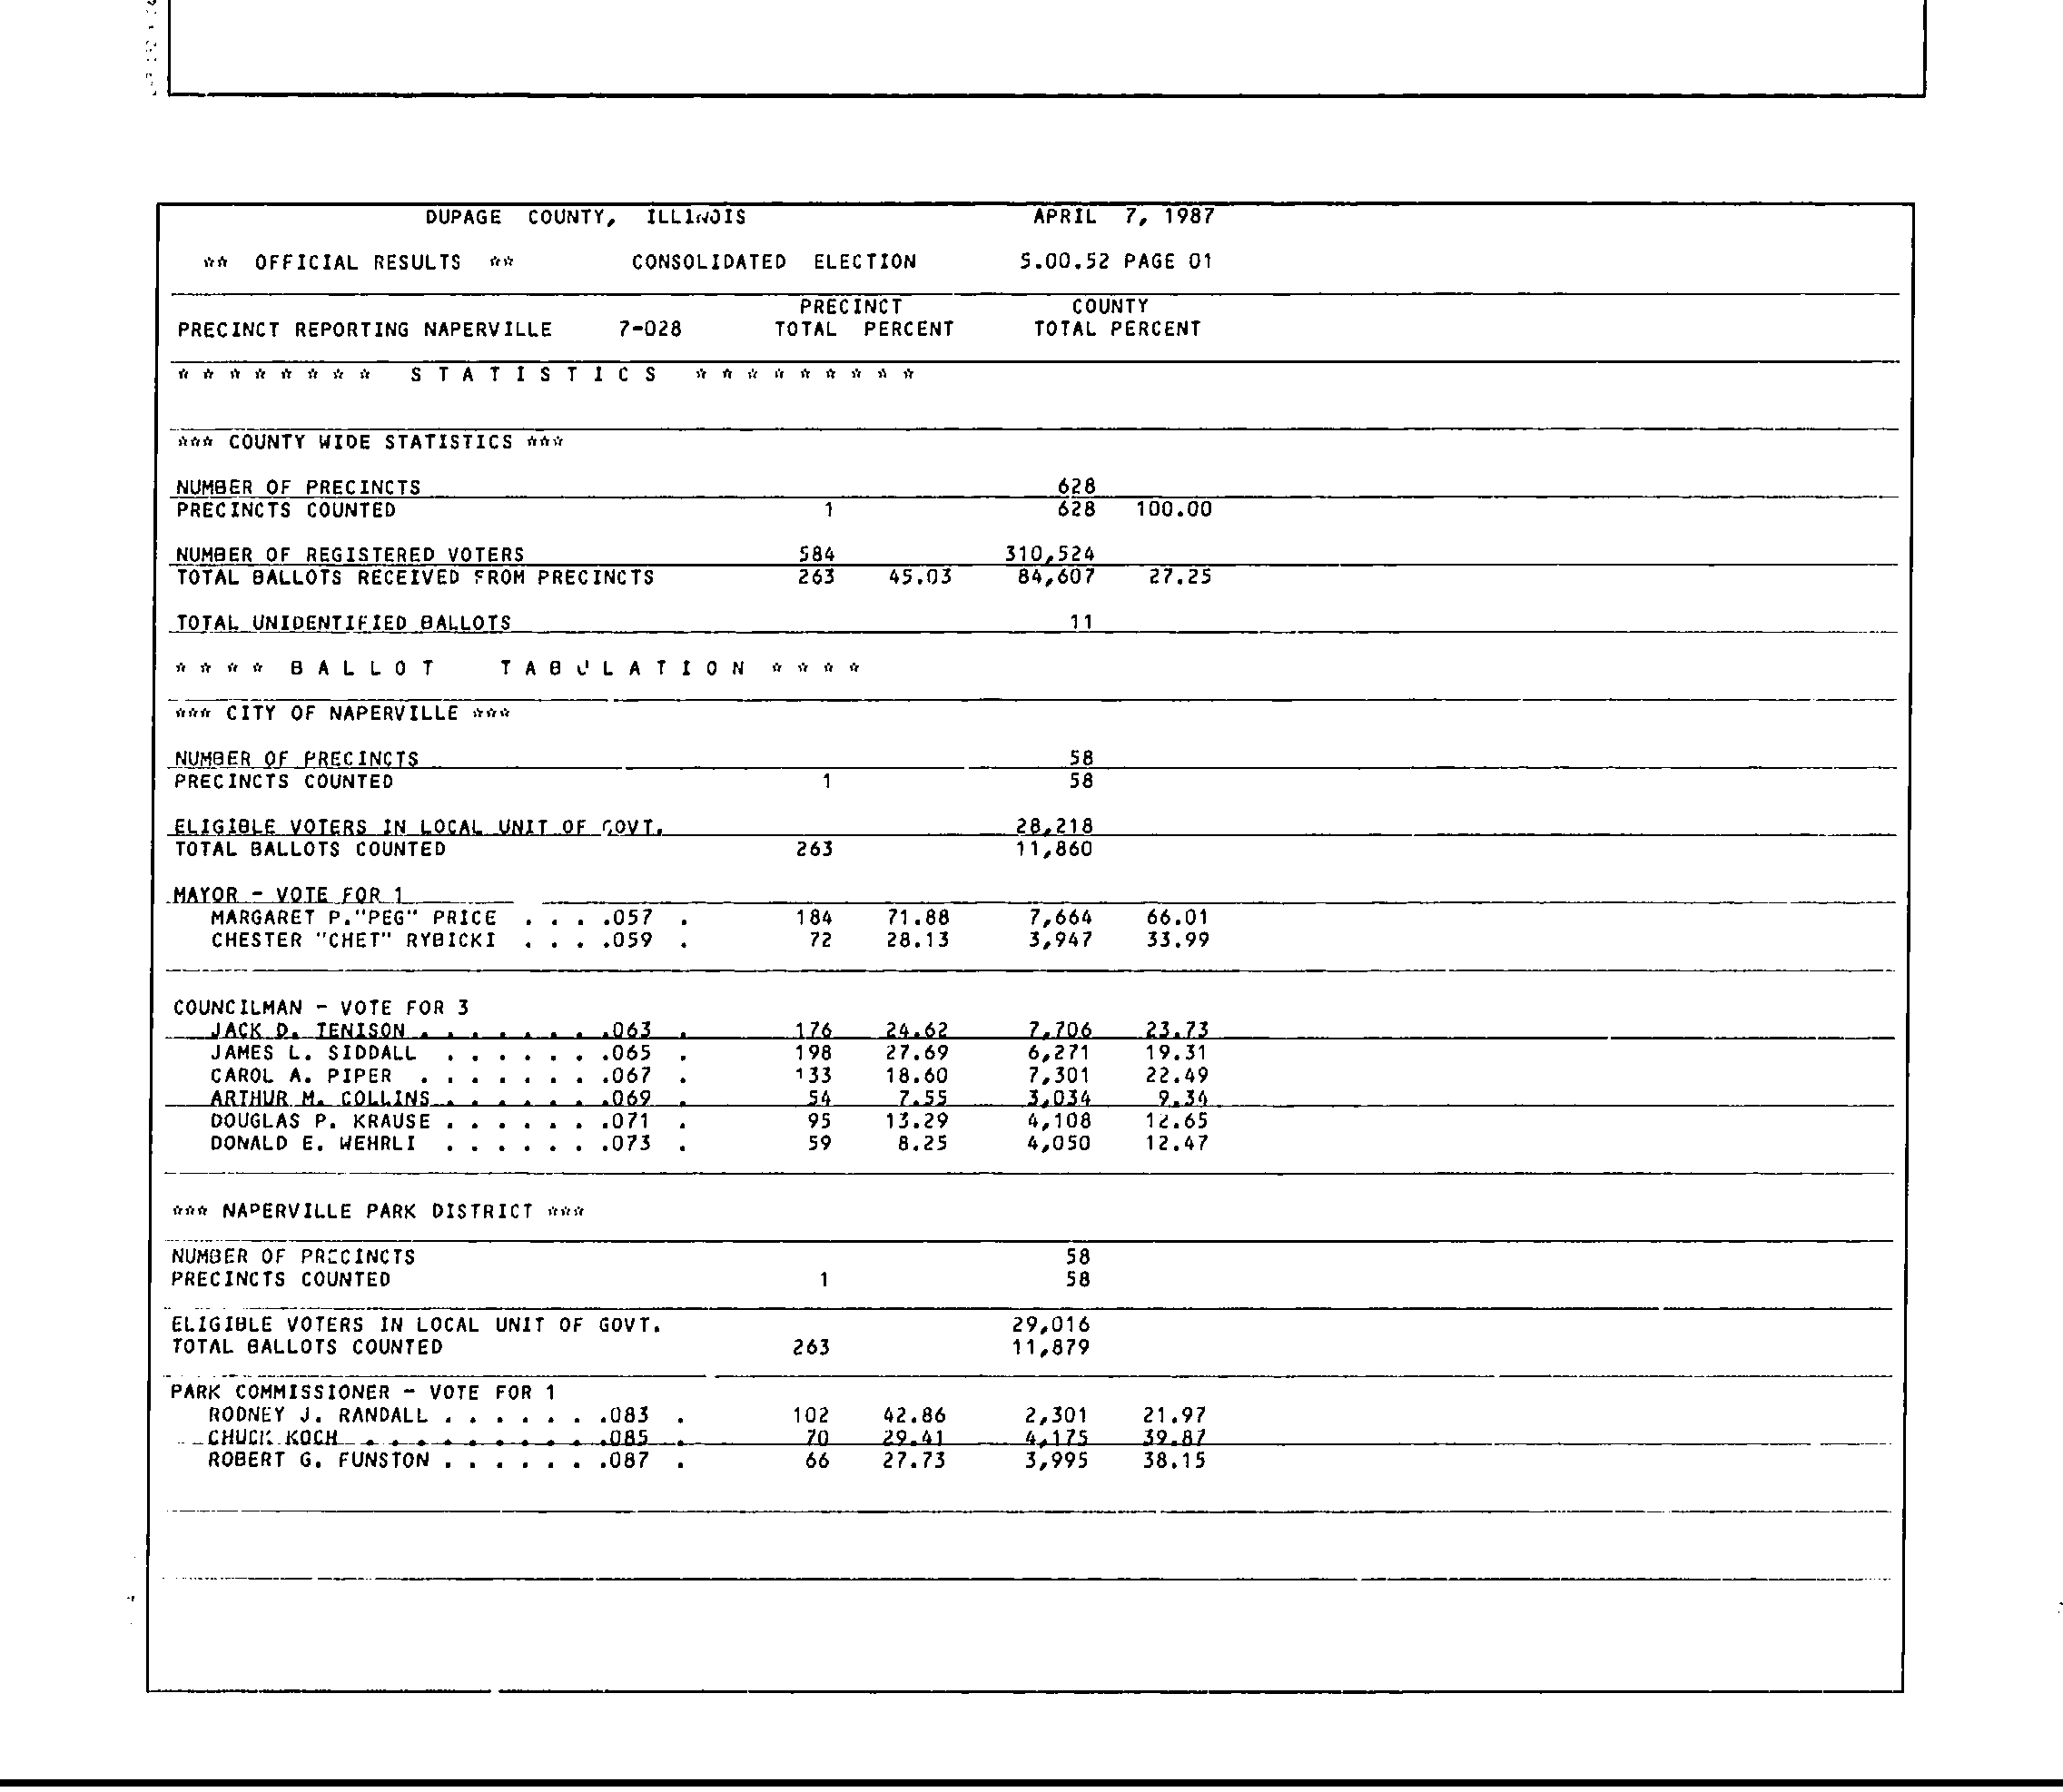 DUPAGE COUNTY, ILLINOIS APRIL 7, 1987
** OFFICIAL RESULTS ** CONSOLIDATED ELECTION 5.00.52 PAGE 01
PRECINCT COUNTY
PRECINCT REPORTING NAPERVILLE 7-028 TOTAL PERCENT TOTAL PERCENT
* * * * * * * * S T A T I S T I C S * * * * * * * * *
*** COUNTY WIDE STATISTICS ***
NUMBER OF PRECINCTS 628
PRECINCTS COUNTED 1 628 100.00
NUMBER OF REGISTERED VOTERS 584 310,524
TOTAL BALLOTS RECEIVED FROM PRECINCTS 263 45.03 84,607 27.25
TOTAL UNIDENTIFIED BALLOTS 11
* * * * B A L L O T T A B U L A T I O N * * * *
*** CITY OF NAPERVILLE ***
NUMBER OF PRECINCTS 58
PRECINCTS COUNTED 1 58
ELIGIBLE VOTERS IN LOCAL UNIT OF GOVT. 28,218
TOTAL BALLOTS COUNTED 263 11,860
MAYOR - VOTE FOR 1
MARGARET P."PEG" PRICE . . . .057 . 184 71.88 7,664 66.01
CHESTER "CHET" RYBICKI . . . .059 . 72 28.13 3,947 33.99
COUNCILMAN - VOTE FOR 3
JACK D. TENISON . . . . . . . .063 . 176 24.62 7,706 23.73
JAMES L. SIDDALL . . . . . . .065 . 198 27.69 6,271 19.31
CAROL A. PIPER . . . . . . . .067 . 133 18.60 7,301 22.49
ARTHUR M. COLLINS . . . . . . .069 . 54 7.55 3,034 9.34
DOUGLAS P. KRAUSE . . . . . . .071 . 95 13.29 4,108 12.65
DONALD E. WEHRLI . . . . . . .073 . 59 8.25 4,050 12.47
*** NAPERVILLE PARK DISTRICT ***
NUMBER OF PRECINCTS 58
PRECINCTS COUNTED 1 58
ELIGIBLE VOTERS IN LOCAL UNIT OF GOVT. 29,016
TOTAL BALLOTS COUNTED 263 11,879
PARK COMMISSIONER - VOTE FOR 1
RODNEY J. RANDALL . . . . . . .083 . 102 42.86 2,301 21.97
CHUCK KOCH . . . . . . . . . .085 . 70 29.41 4,175 39.87
ROBERT G. FUNSTON . . . . . . .087 . 66 27.73 3,995 38.15